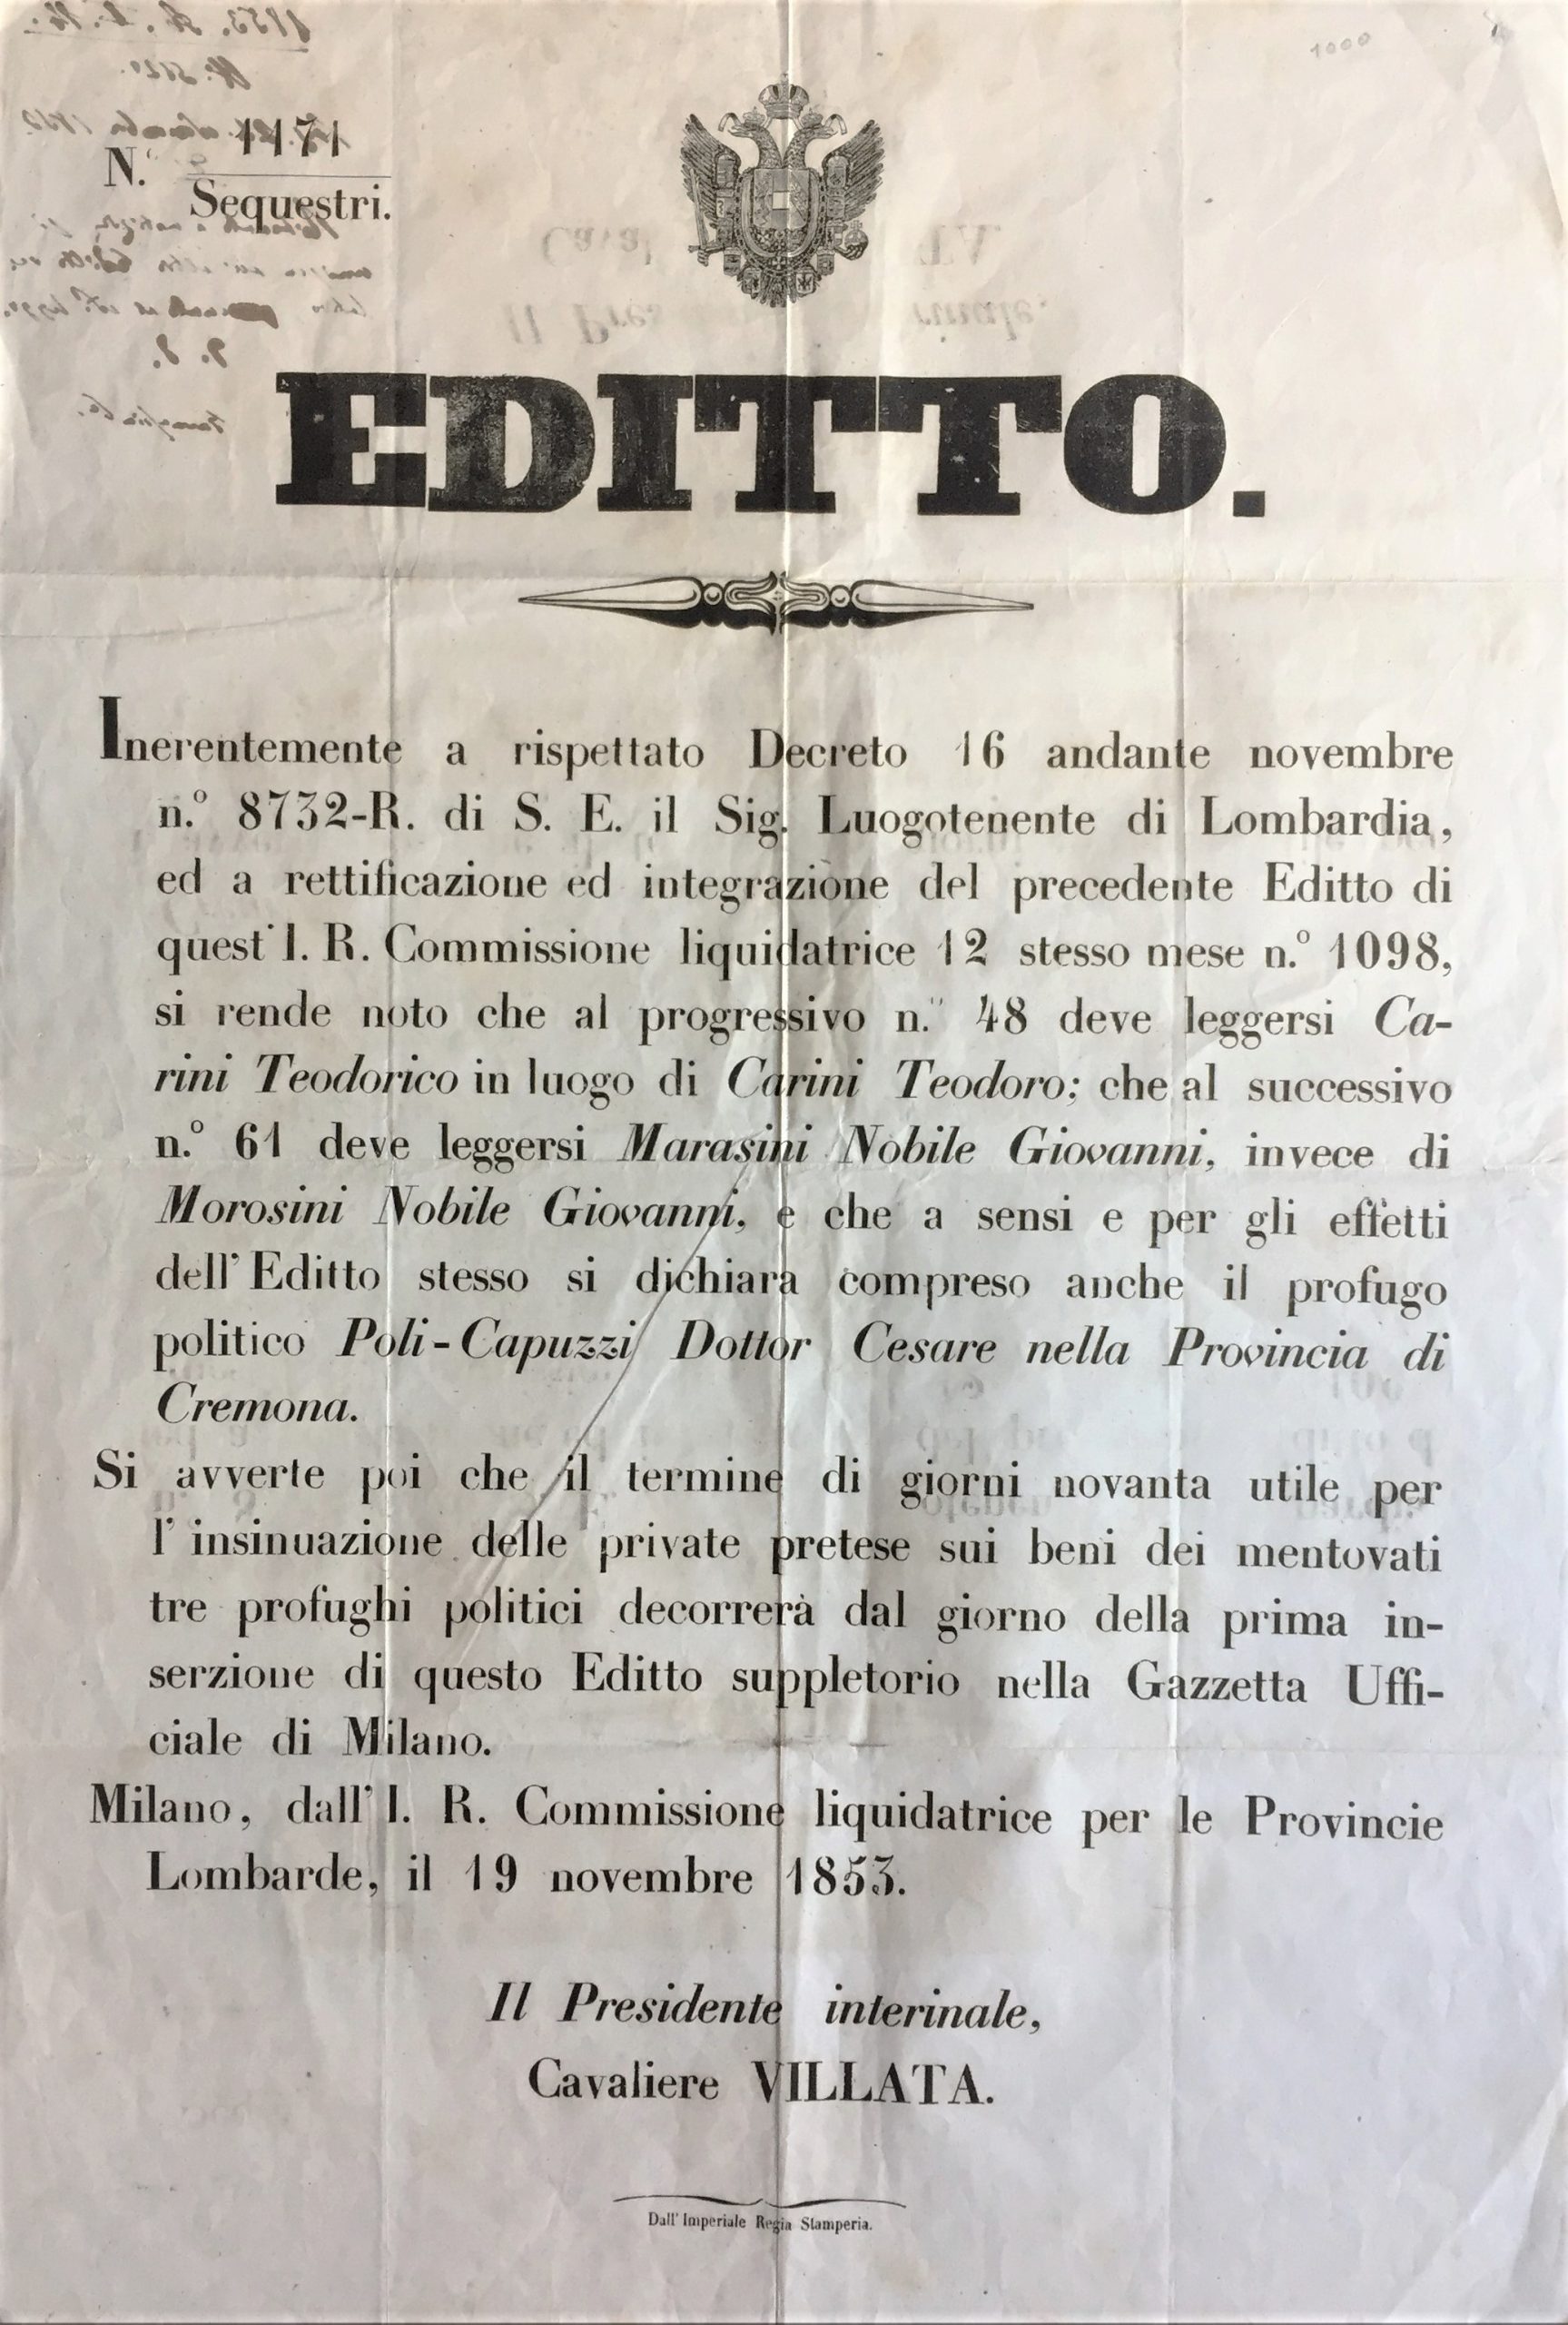 1000
N.° 1171
Sequestri.
EDITTO.
Inerentemente a rispettato Decreto 16 andante novembre
n.° 8732-R. di S. E. il Sig. Luogotenente di Lombardia,
ed a rettificazione ed integrazione del precedente Editto di
quest' I. R. Commissione liquidatrice 12 stesso mese n.° 1098,
si rende noto che al progressivo n.° 48 deve leggersi Ca-
rini Teodorico in luogo di Carini Teodoro; che al successivo
n.° 61 deve leggersi Marasini Nobile Giovanni, invece di
Morosini Nobile Giovanni, e che a sensi e per gli effetti
dell' Editto stesso si dichiara compreso anche il profugo
politico Poli-Capuzzi Dottor Cesare nella Provincia di
Cremona.
Si avverte poi che il termine di giorni novanta utile per
l' insinuazione delle private pretese sui beni dei mentovati
tre profughi politici decorrerà dal giorno della prima in-
serzione di questo Editto suppletorio nella Gazzetta Uffi-
ciale di Milano.
Milano, dall' I. R. Commissione liquidatrice per le Provincie
Lombarde, il 19 novembre 1853.
Il Presidente interinale,
Cavaliere VILLATA.
Dall' Imperiale Regia Stamperia.